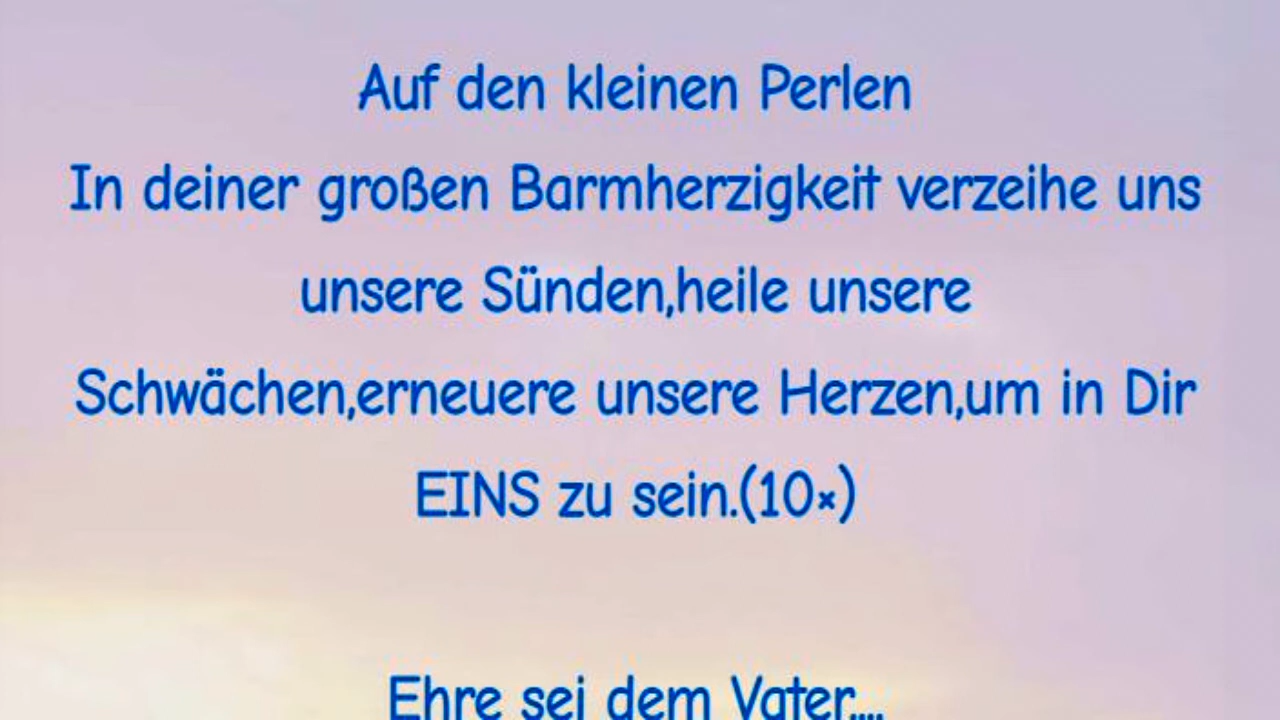 Auf den kleinen Perlen
In deiner großen Barmherzigkeit verzeihe uns
unsere Sünden,heile unsere
Schwächen,erneuere unsere Herzen,um in Dir
EINS zu sein.(10×)
Ehre sei dem Vater....